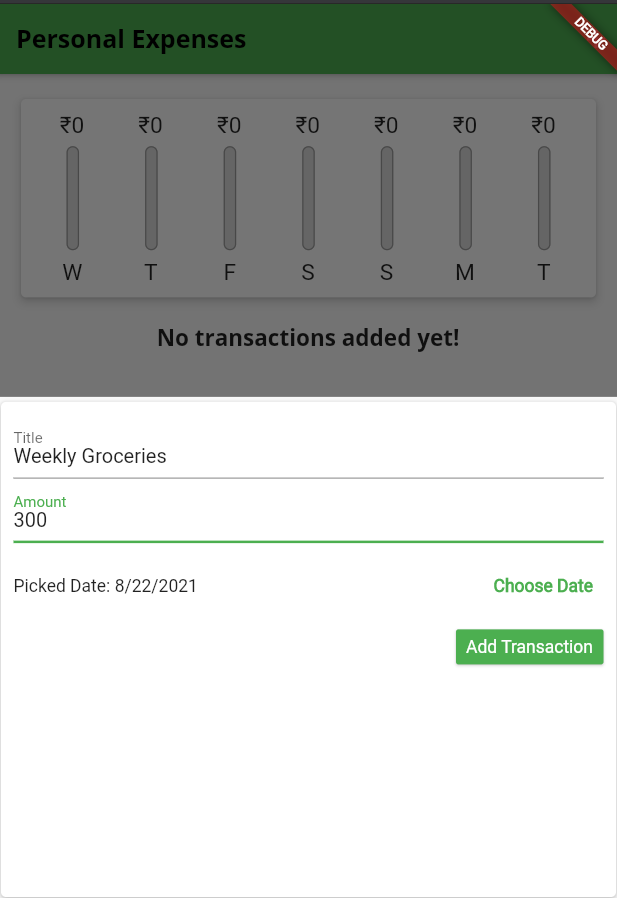 Personal Expenses
DEBUG
₹0 ₹0 ₹0 ₹0 ₹0 ₹0 ₹0
W T F S S M T
No transactions added yet!
Title
Weekly Groceries
Amount
300
Picked Date: 8/22/2021 Choose Date
Add Transaction